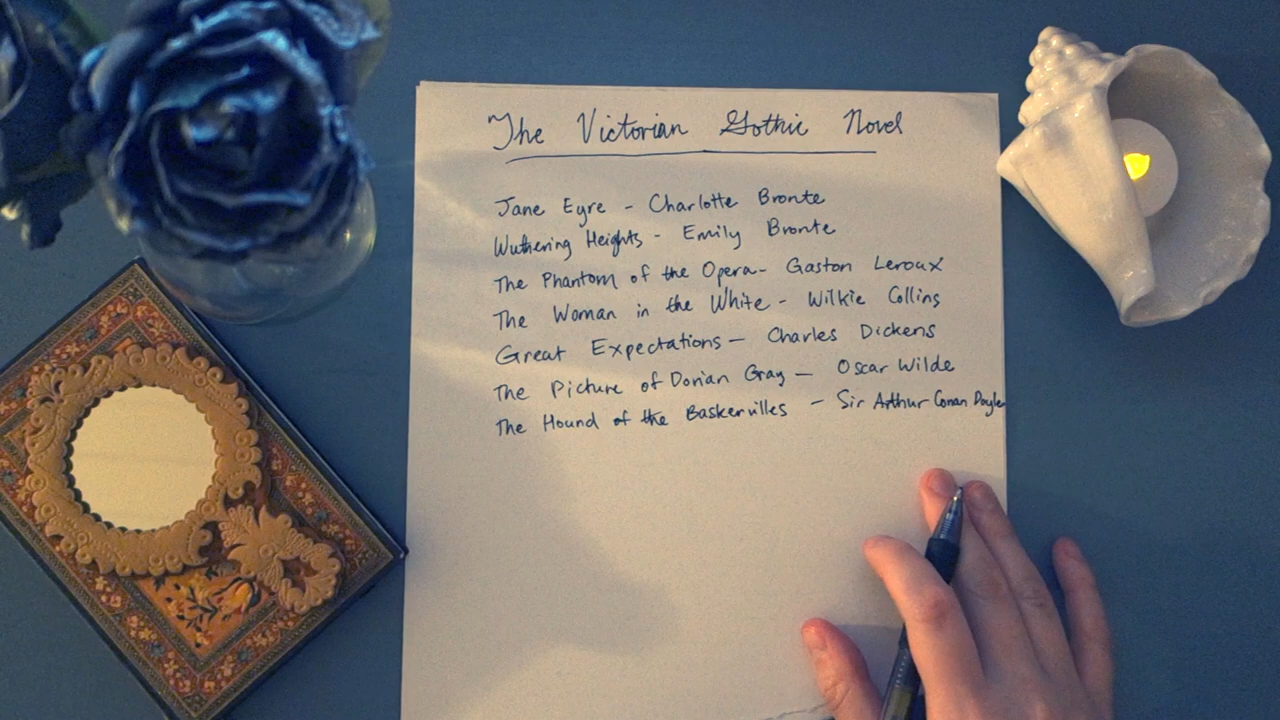 The Victorian Gothic Novel
Jane Eyre - Charlotte Bronte
Wuthering Heights - Emily Bronte
The Phantom of the Opera - Gaston Leroux
The Woman in the White - Wilkie Collins
Great Expectations - Charles Dickens
The Picture of Dorian Gray - Oscar Wilde
The Hound of the Baskervilles - Sir Arthur Conan Doyle